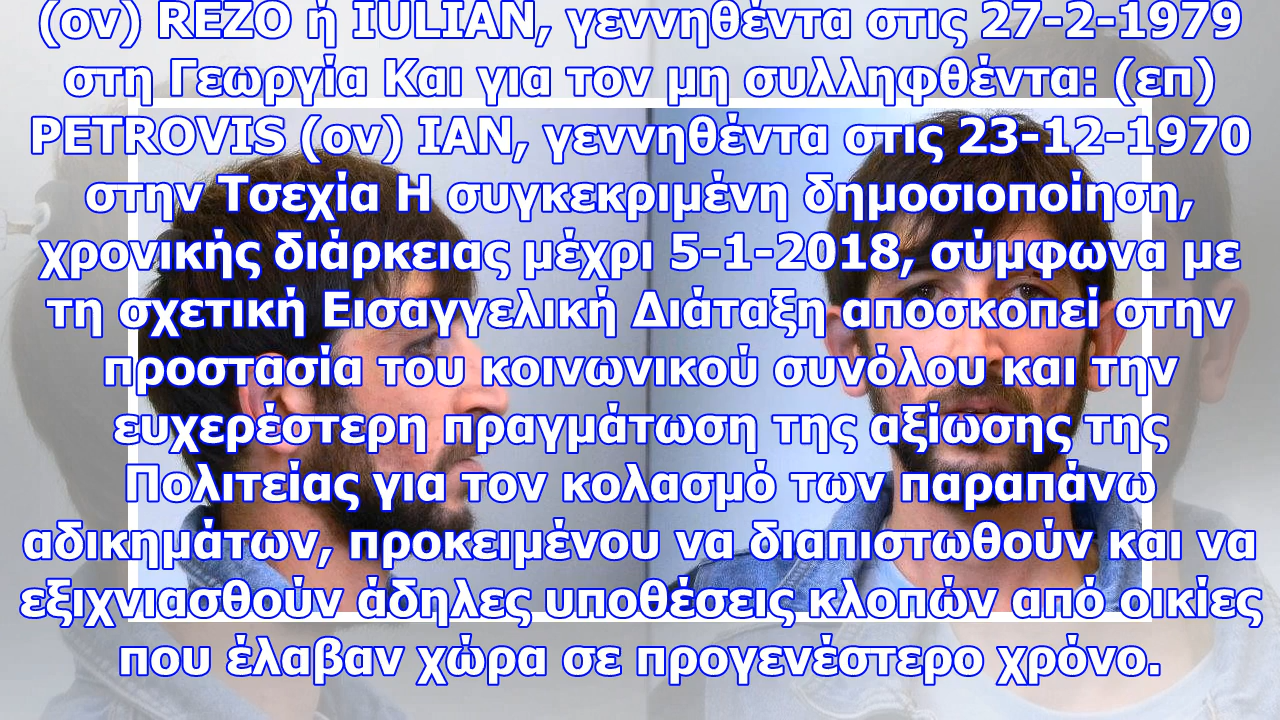 (ον) REZO ή IULIAN, γεννηθέντα στις 27-2-1979
στη Γεωργία Και για τον μη συλληφθέντα: (επ)
PETROVIS (ον) IAN, γεννηθέντα στις 23-12-1970
στην Τσεχία Η συγκεκριμένη δημοσιοποίηση,
χρονικής διάρκειας μέχρι 5-1-2018, σύμφωνα με
τη σχετική Εισαγγελική Διάταξη αποσκοπεί στην
προστασία του κοινωνικού συνόλου και την
ευχερέστερη πραγμάτωση της αξίωσης της
Πολιτείας για τον κολασμό των παραπάνω
αδικημάτων, προκειμένου να διαπιστωθούν και να
εξιχνιασθούν άδηλες υποθέσεις κλοπών από οικίες
που έλαβαν χώρα σε προγενέστερο χρόνο.